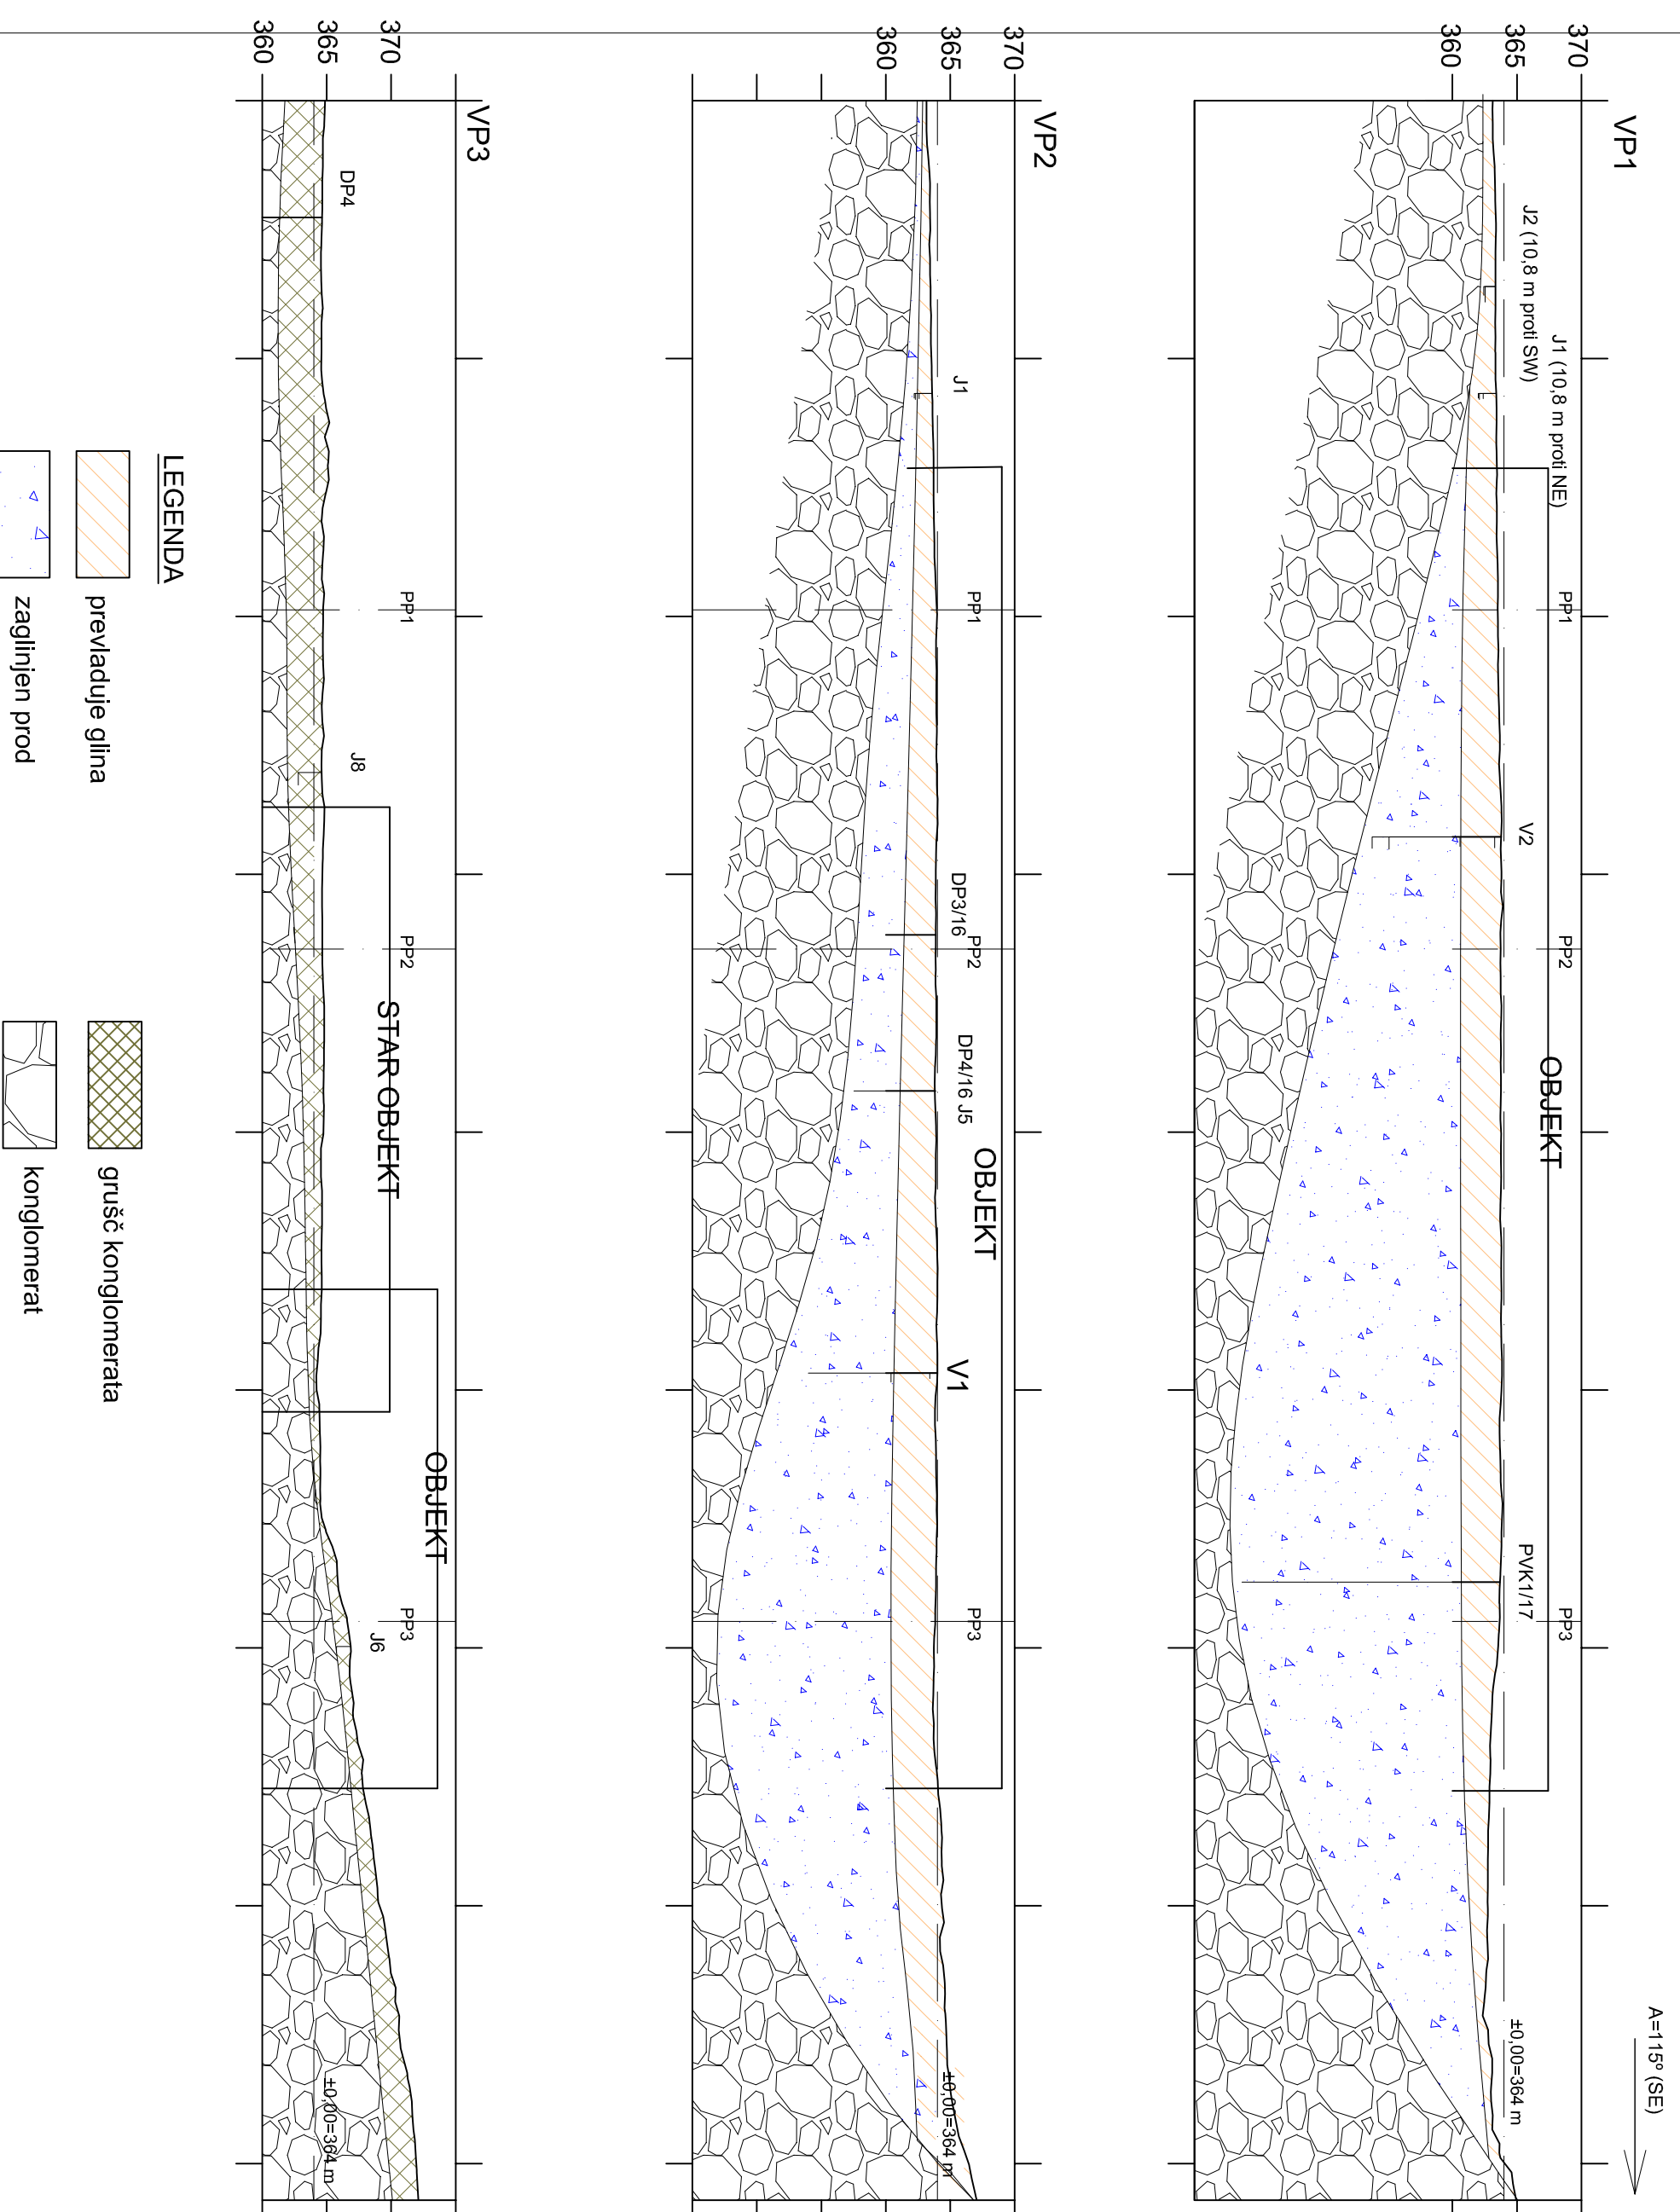 A=115° (SE)
VP1
370
365
360
J2 (10,8 m proti SW)
J1 (10,8 m proti NE)
PP1
V2
PP2
OBJEKT
PVK1/17
PP3
±0,00=364 m
VP2
370
365
360
J1
PP1
DP3/16
PP2
DP4/16 J5
OBJEKT
V1
PP3
±0,00=364 m
VP3
370
365
360
DP4
PP1
J8
PP2
STAR OBJEKT
OBJEKT
PP3
J6
±0,00=364 m
LEGENDA
prevladuje glina
grušč konglomerata
zaglinjen prod
konglomerat